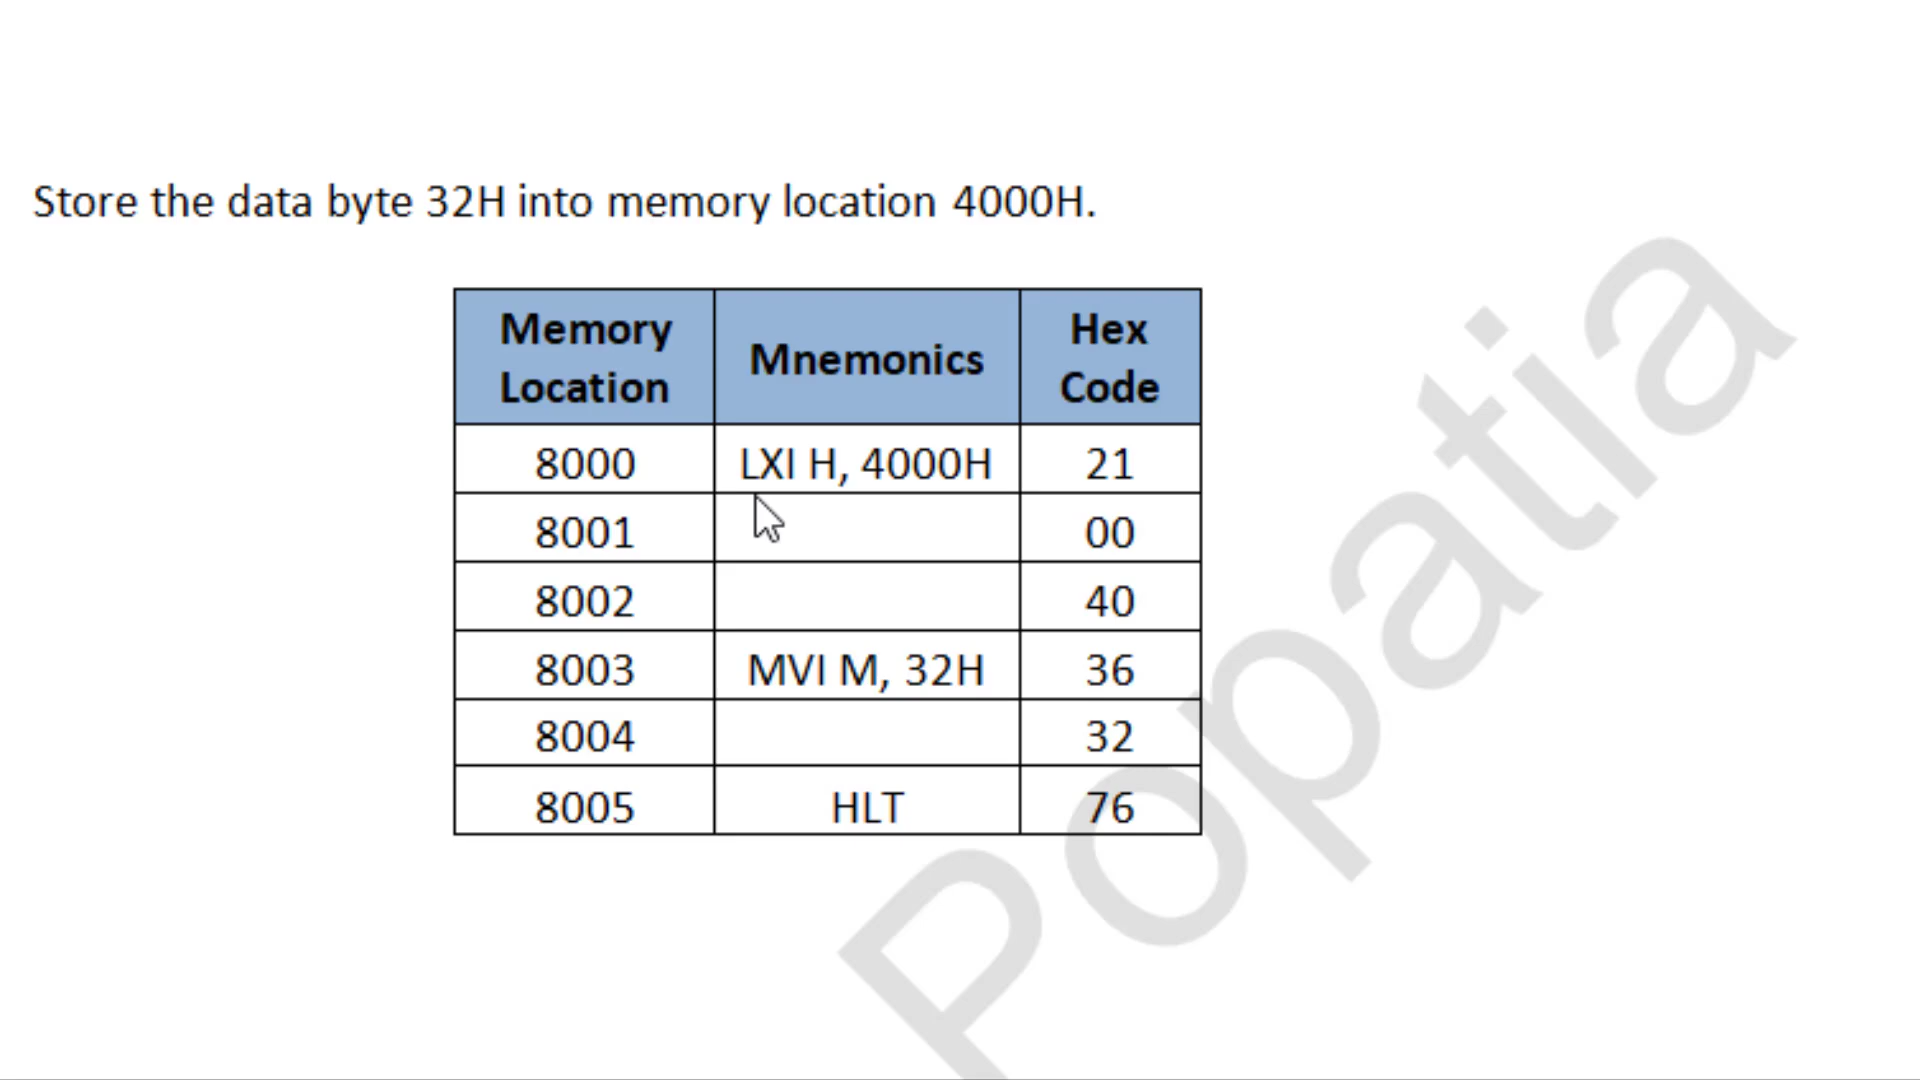 Store the data byte 32H into memory location 4000H.
Memory Location Mnemonics Hex Code
8000 LXI H, 4000H 21
8001 00
8002 40
8003 MVI M, 32H 36
8004 32
8005 HLT 76
Popatia